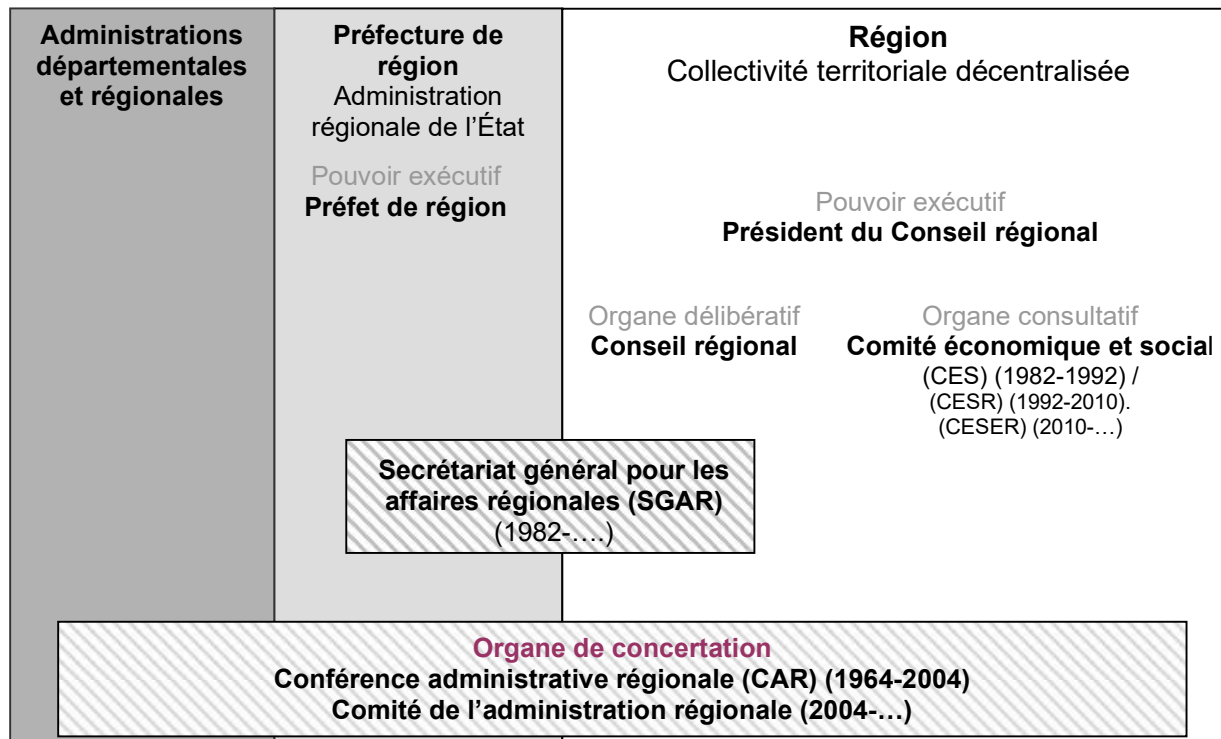 Administrations
départementales
et régionales
Préfecture de
région
Administration
régionale de l'État
Pouvoir exécutif
Préfet de région
Région
Collectivité territoriale décentralisée
Pouvoir exécutif
Président du Conseil régional
Organe délibératif
Conseil régional
Organe consultatif
Comité économique et social
(CES) (1982-1992) /
(CESR) (1992-2010).
(CESER) (2010-…)
Secrétariat général pour les
affaires régionales (SGAR)
(1982-….)
Organe de concertation
Conférence administrative régionale (CAR) (1964-2004)
Comité de l'administration régionale (2004-…)